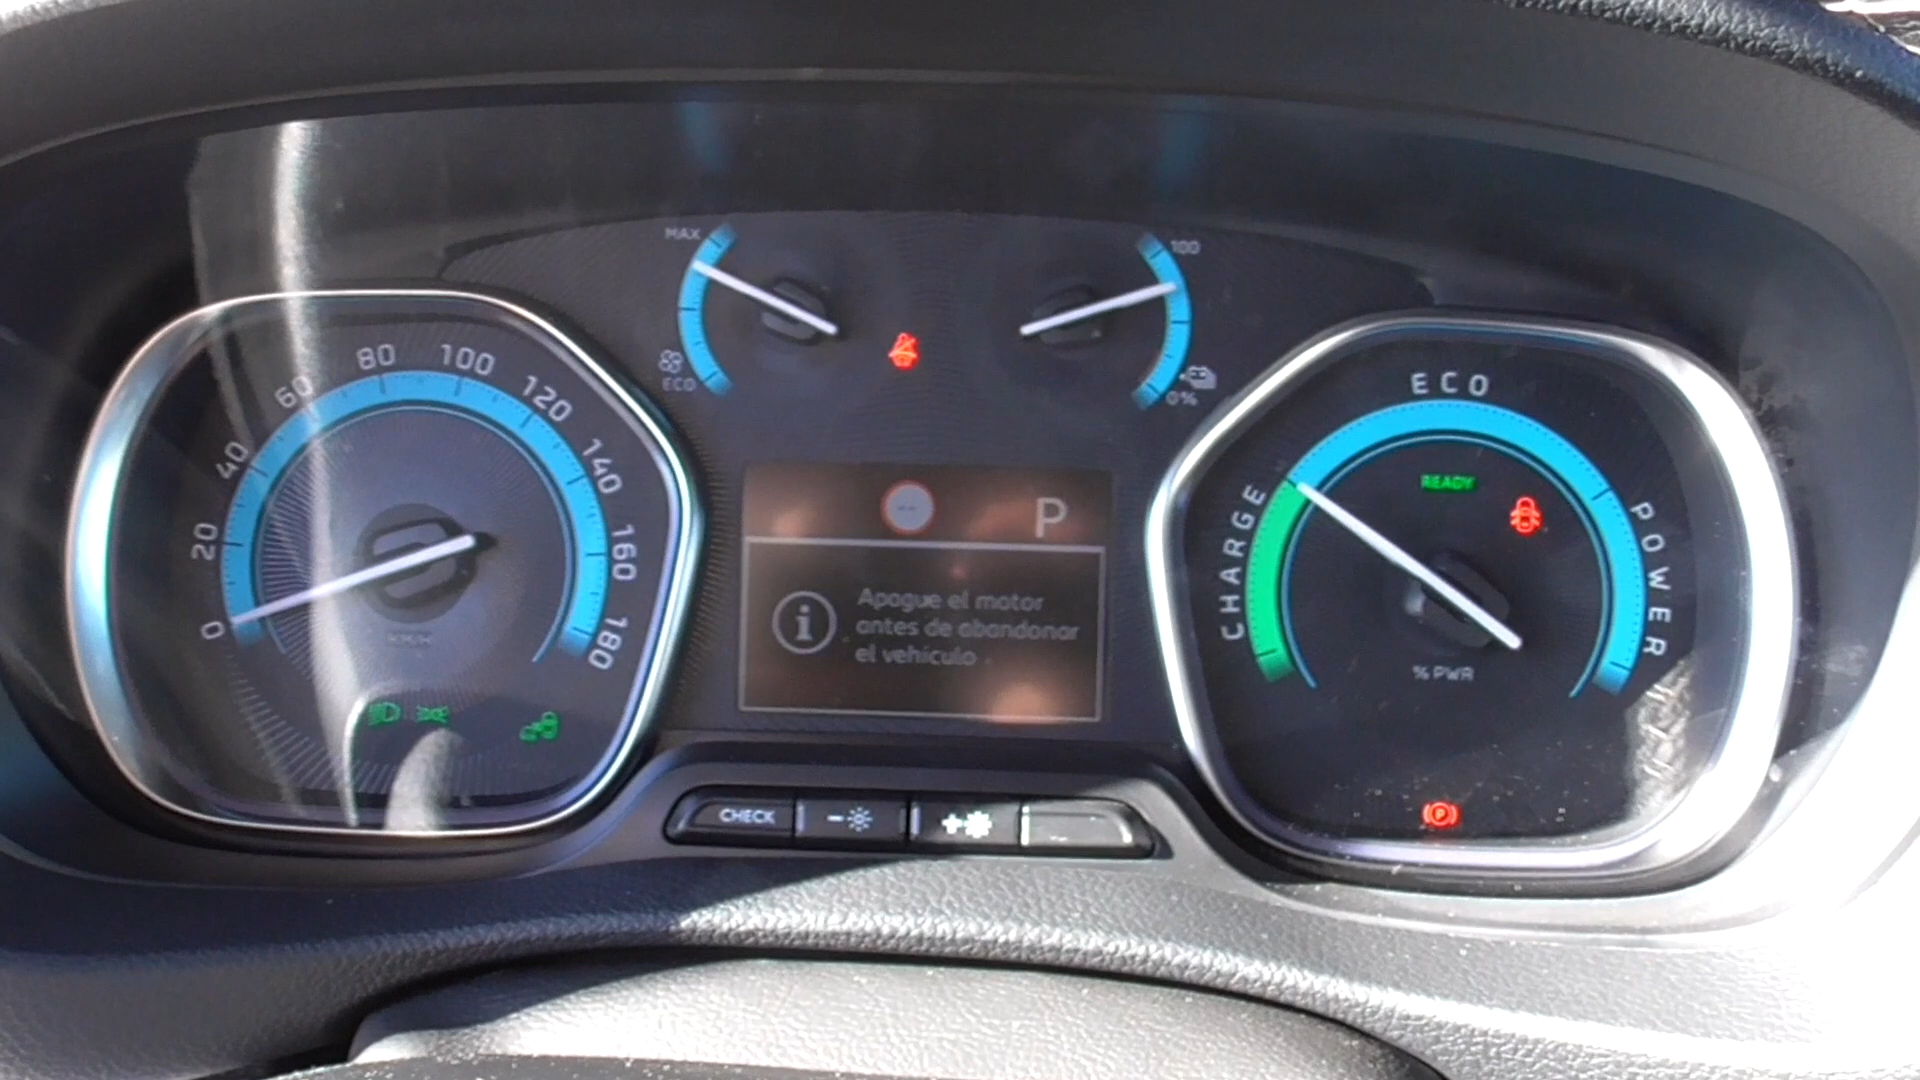 MAX
100
ECO
0%
0
20
40
60
80
100
120
140
160
180
KM/H
P
Apague el motor
antes de abandonar
el vehículo
ECO
CHARGE
POWER
READY
% PWR
P
CHECK